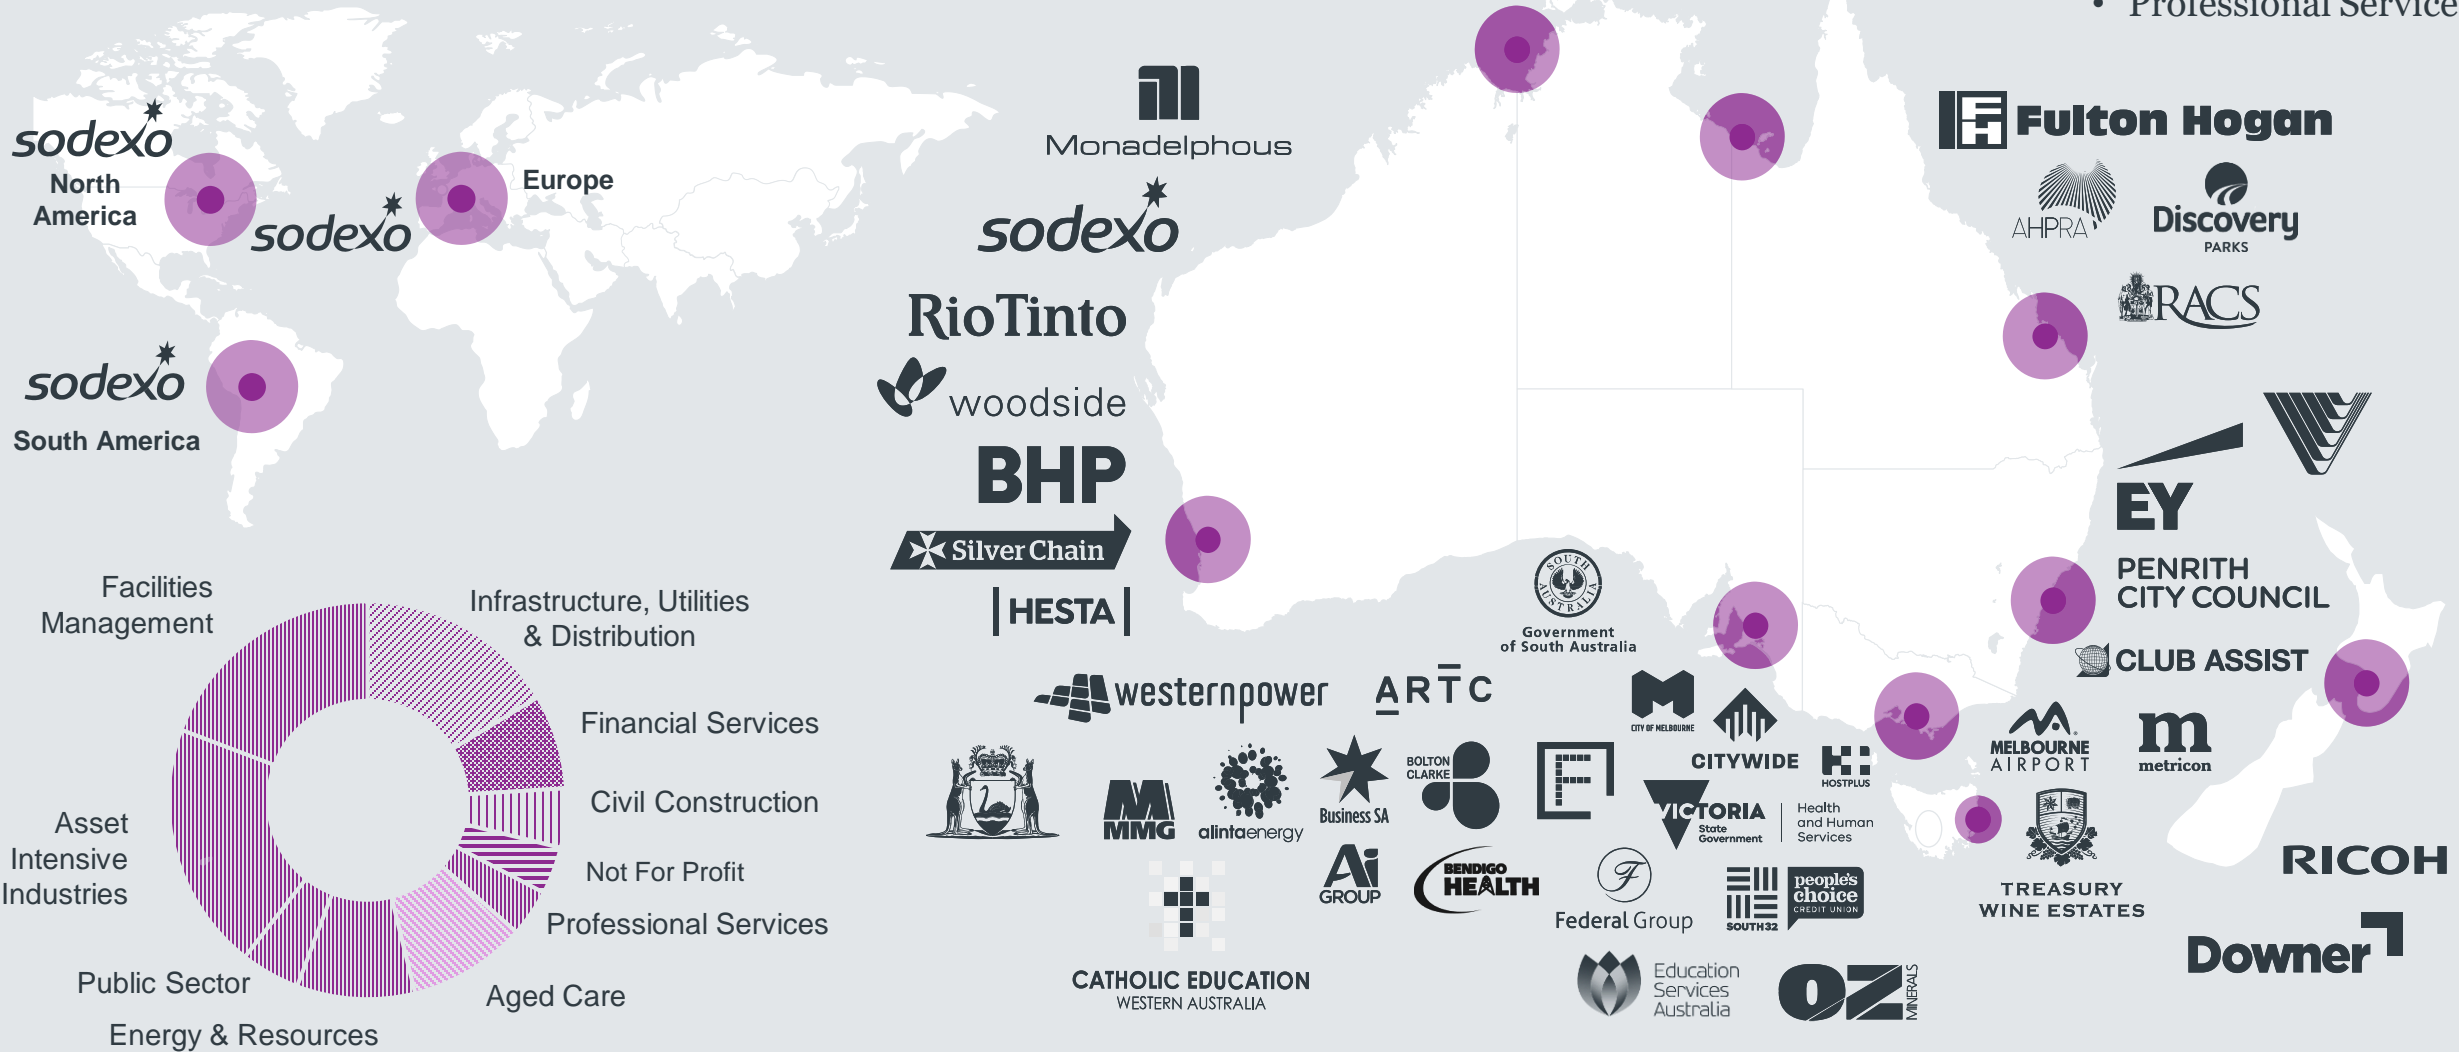 • Professional Service
sodexo
North
America
sodexo
Europe
sodexo
South America
Monadelphous
sodexo
RioTinto
woodside
BHP
Silver Chain
HESTA
FH Fulton Hogan
AHPRA
Discovery
PARKS
RACS
EY
PENRITH
CITY COUNCIL
CLUB ASSIST
SOUTH AUSTRALIA
Government
of South Australia
westernpower
ARTC
CITY OF MELBOURNE
CITYWIDE
HOSTPLUS
MELBOURNE
AIRPORT
m
metricon
MMG
alintaenergy
Business SA
BOLTON
CLARKE
VICTORIA
State
Government
Health
and Human
Services
Ai
GROUP
BENDIGO
HEALTH
F
Federal Group
SOUTH32
people's
choice
CREDIT UNION
TREASURY
WINE ESTATES
RICOH
Downer
CATHOLIC EDUCATION
WESTERN AUSTRALIA
Education
Services
Australia
OZ
MINERALS
Facilities
Management
Infrastructure, Utilities
& Distribution
Financial Services
Civil Construction
Not For Profit
Professional Services
Aged Care
Energy & Resources
Public Sector
Asset
Intensive
Industries